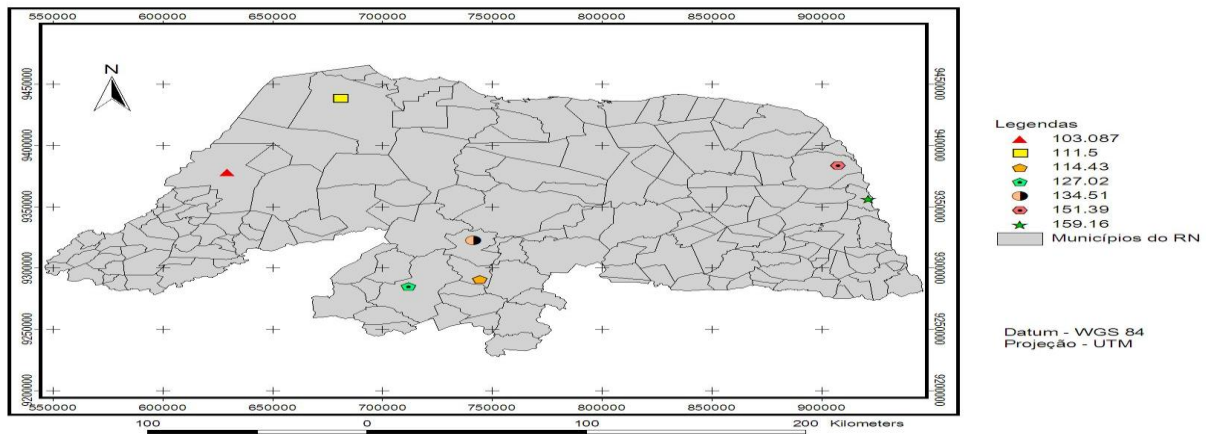 550000 600000 650000 700000 750000 800000 850000 900000
N
9450000 9450000
9400000 9400000
9350000 9350000
9300000 9300000
9250000 9250000
9200000 9200000
550000 600000 650000 700000 750000 800000 850000 900000
100 0 100 200 Kilometers
Legendas
103.087
111.5
114.43
127.02
134.51
151.39
159.16
Municípios do RN
Datum - WGS 84
Projeção - UTM